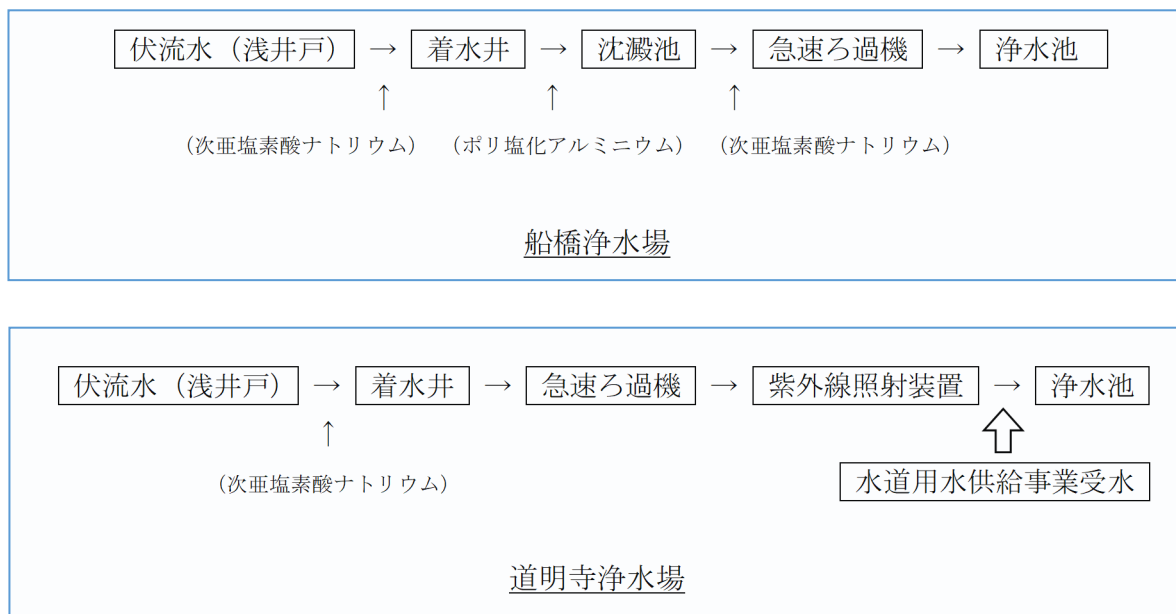 伏流水（浅井戸） → 着水井 → 沈澱池 → 急速ろ過機 → 浄水池
↑ ↑ ↑
（次亜塩素酸ナトリウム） （ポリ塩化アルミニウム） （次亜塩素酸ナトリウム）
船橋浄水場
伏流水（浅井戸） → 着水井 → 急速ろ過機 → 紫外線照射装置 → 浄水池
↑
（次亜塩素酸ナトリウム）
水道用水供給事業受水
道明寺浄水場